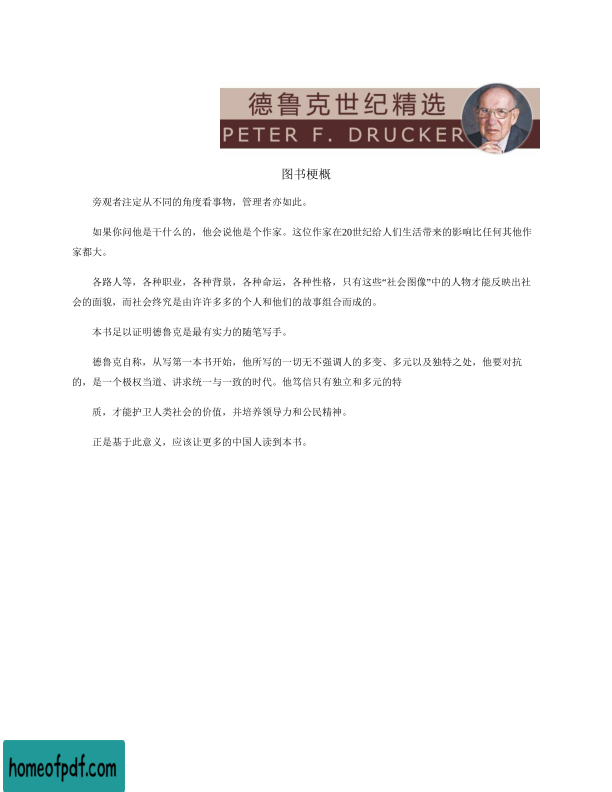 德鲁克世纪精选
PETER F. DRUCKER
图书梗概
旁观者注定从不同的角度看事物，管理者亦如此。
如果你问他是干什么的，他会说他是个作家。这位作家在20世纪给人们生活带来的影响比任何其他作
家都大。
各路人等，各种职业，各种背景，各种命运，各种性格，只有这些“社会图像”中的人物才能反映出社
会的面貌，而社会终究是由许许多多的个人和他们的故事组合而成的。
本书足以证明德鲁克是最有实力的随笔写手。
德鲁克自称，从写第一本书开始，他所写的一切无不强调人的多变、多元以及独特之处，他要对抗
的，是一个极权当道、讲求统一与一致的时代。他笃信只有独立和多元的特
质，才能护卫人类社会的价值，并培养领导力和公民精神。
正是基于此意义，应该让更多的中国人读到本书。
homeofpdf.com